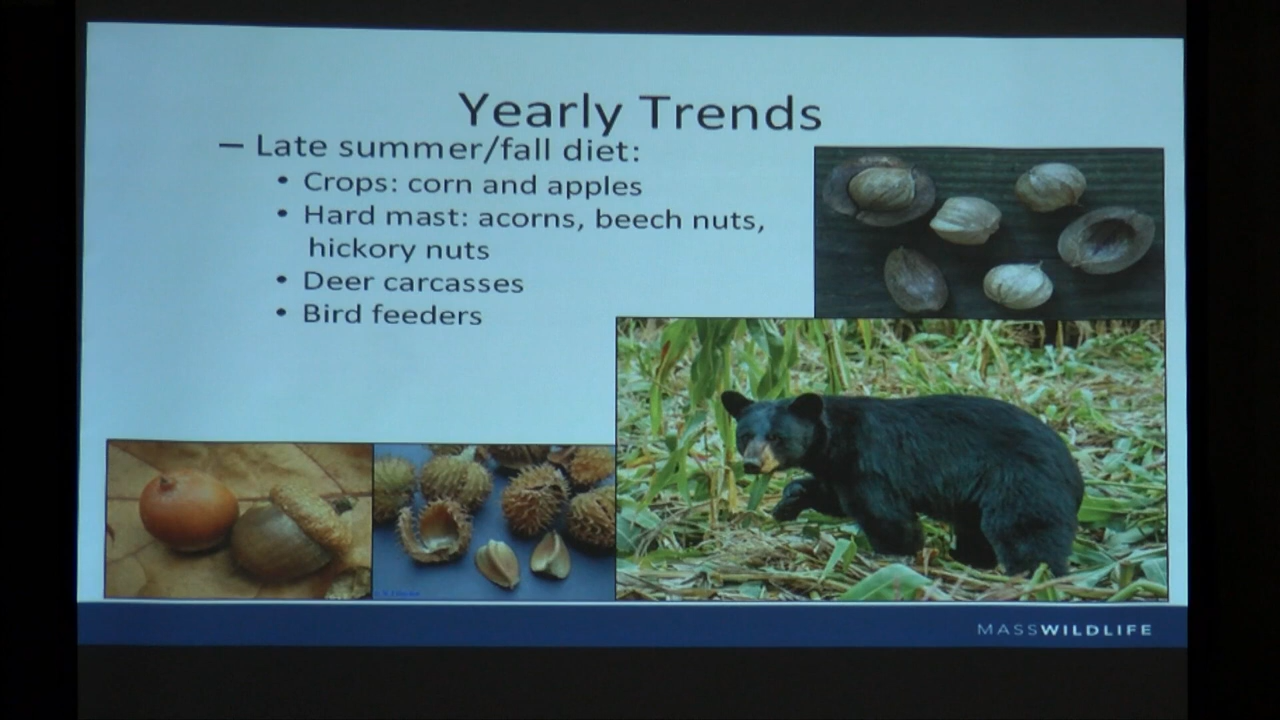 Yearly Trends
– Late summer/fall diet:
• Crops: corn and apples
• Hard mast: acorns, beech nuts,
hickory nuts
• Deer carcasses
• Bird feeders
MASSWILDLIFE